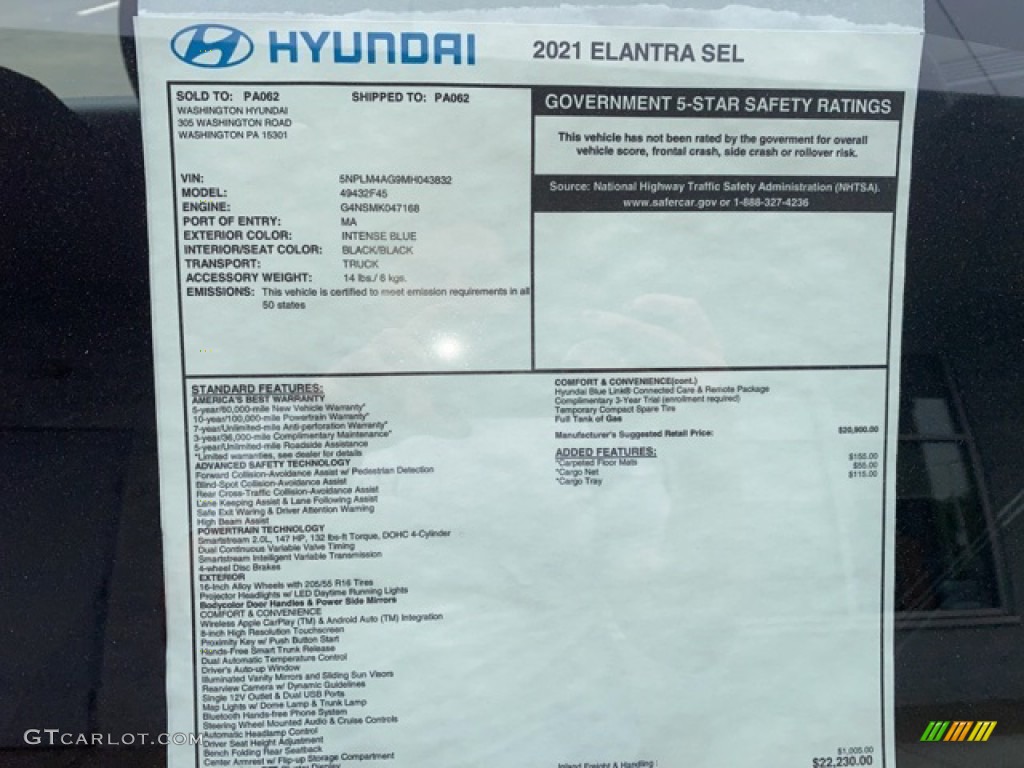 HYUNDAI
2021 ELANTRA SEL
SOLD TO: PA062
SHIPPED TO: PA062
WASHINGTON HYUNDAI
305 WASHINGTON ROAD
WASHINGTON PA 15301
VIN: 5NPLM4AG9MH043832
MODEL: 49432F45
ENGINE: G4NSMK047168
PORT OF ENTRY: MA
EXTERIOR COLOR: INTENSE BLUE
INTERIOR/SEAT COLOR: BLACK/BLACK
TRANSPORT: TRUCK
ACCESSORY WEIGHT: 14 lbs./ 6 kgs.
EMISSIONS: This vehicle is certified to meet emission requirements in all
50 states
GOVERNMENT 5-STAR SAFETY RATINGS
This vehicle has not been rated by the goverment for overall
vehicle score, frontal crash, side crash or rollover risk.
Source: National Highway Traffic Safety Administration (NHTSA).
www.safercar.gov or 1-888-327-4236
STANDARD FEATURES:
AMERICA'S BEST WARRANTY
5-year/60,000-mile New Vehicle Warranty*
10-year/100,000-mile Powertrain Warranty*
7-year/Unlimited-mile Anti-perforation Warranty*
3-year/36,000-mile Complimentary Maintenance*
5-year/Unlimited-mile Roadside Assistance
*Limited warranties, see dealer for details
ADVANCED SAFETY TECHNOLOGY
Forward Collision-Avoidance Assist w/ Pedestrian Detection
Blind-Spot Collision-Avoidance Assist
Rear Cross-Traffic Collision-Avoidance Assist
Lane Keeping Assist & Lane Following Assist
Safe Exit Waring & Driver Attention Warning
High Beam Assist
POWERTRAIN TECHNOLOGY
Smartstream 2.0L, 147 HP, 132 lbs-ft Torque, DOHC 4-Cylinder
Dual Continuous Variable Valve Timing
Smartstream Intelligent Variable Transmission
4-wheel Disc Brakes
EXTERIOR
16-Inch Alloy Wheels with 205/55 R16 Tires
Projector Headlights w/ LED Daytime Running Lights
Bodycolor Door Handles & Power Side Mirrors
COMFORT & CONVENIENCE
Wireless Apple CarPlay (TM) & Android Auto (TM) Integration
8-inch High Resolution Touchscreen
Proximity Key w/ Push Button Start
Hands-Free Smart Trunk Release
Dual Automatic Temperature Control
Driver's Auto-up Window
Illuminated Vanity Mirrors and Sliding Sun Visors
Rearview Camera w/ Dynamic Guidelines
Single 12V Outlet & Dual USB Ports
Map Lights w/ Dome Lamp & Trunk Lamp
Bluetooth Hands-free Phone System
Steering Wheel Mounted Audio & Cruise Controls
Automatic Headlamp Control
Driver Seat Height Adjustment
Bench Folding Rear Seatback
Center Armrest w/ Flip-up Storage Compartment
COMFORT & CONVENIENCE(cont.)
Hyundai Blue Link® Connected Care & Remote Package
Complimentary 3-Year Trial (enrollment required)
Temporary Compact Spare Tire
Full Tank of Gas
Manufacturer's Suggested Retail Price: $20,900.00
ADDED FEATURES:
*Carpeted Floor Mats $155.00
*Cargo Net $55.00
*Cargo Tray $115.00
Inland Freight & Handling : $1,005.00
$22,230.00
GTCARLOT.COM